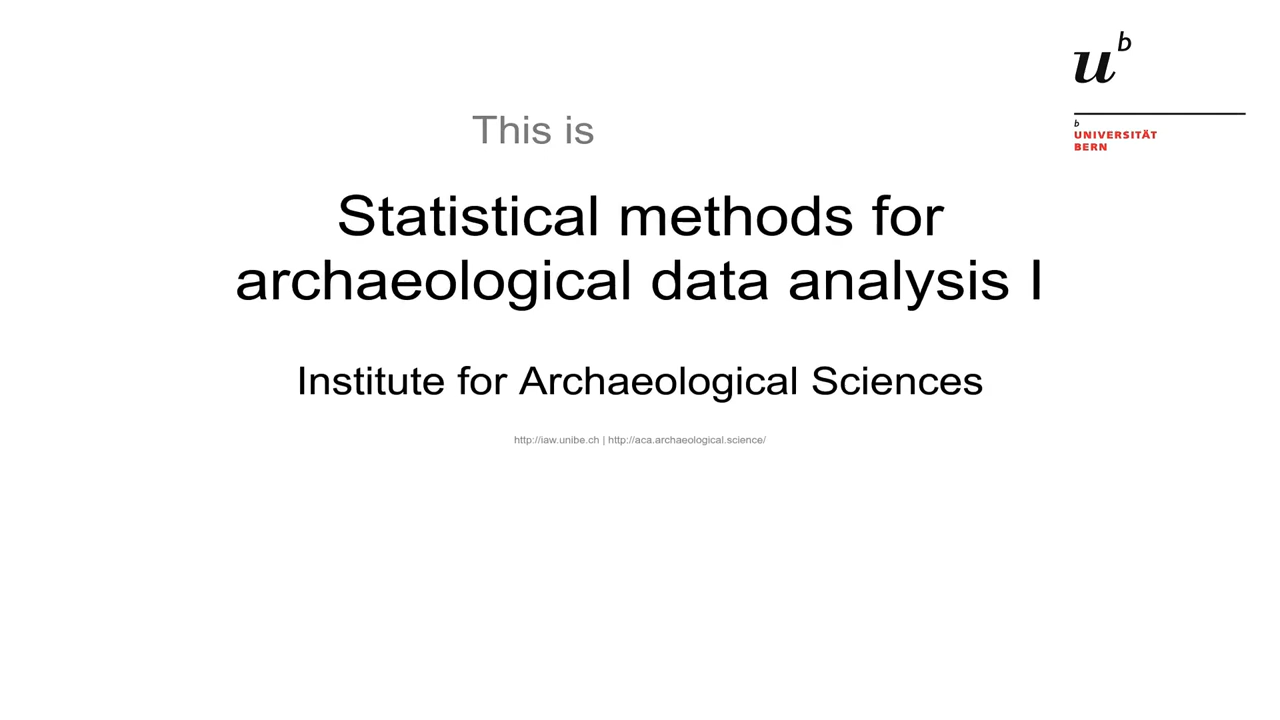 u^b
b
UNIVERSITÄT
BERN
This is
Statistical methods for
archaeological data analysis I
Institute for Archaeological Sciences
http://iaw.unibe.ch | http://aca.archaeological.science/